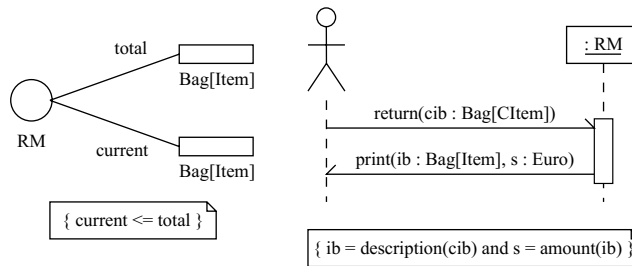 total
Bag[Item]
RM
current
Bag[Item]
{ current <= total }
: RM
return(cib : Bag[CItem])
print(ib : Bag[Item], s : Euro)
{ ib = description(cib) and s = amount(ib) }